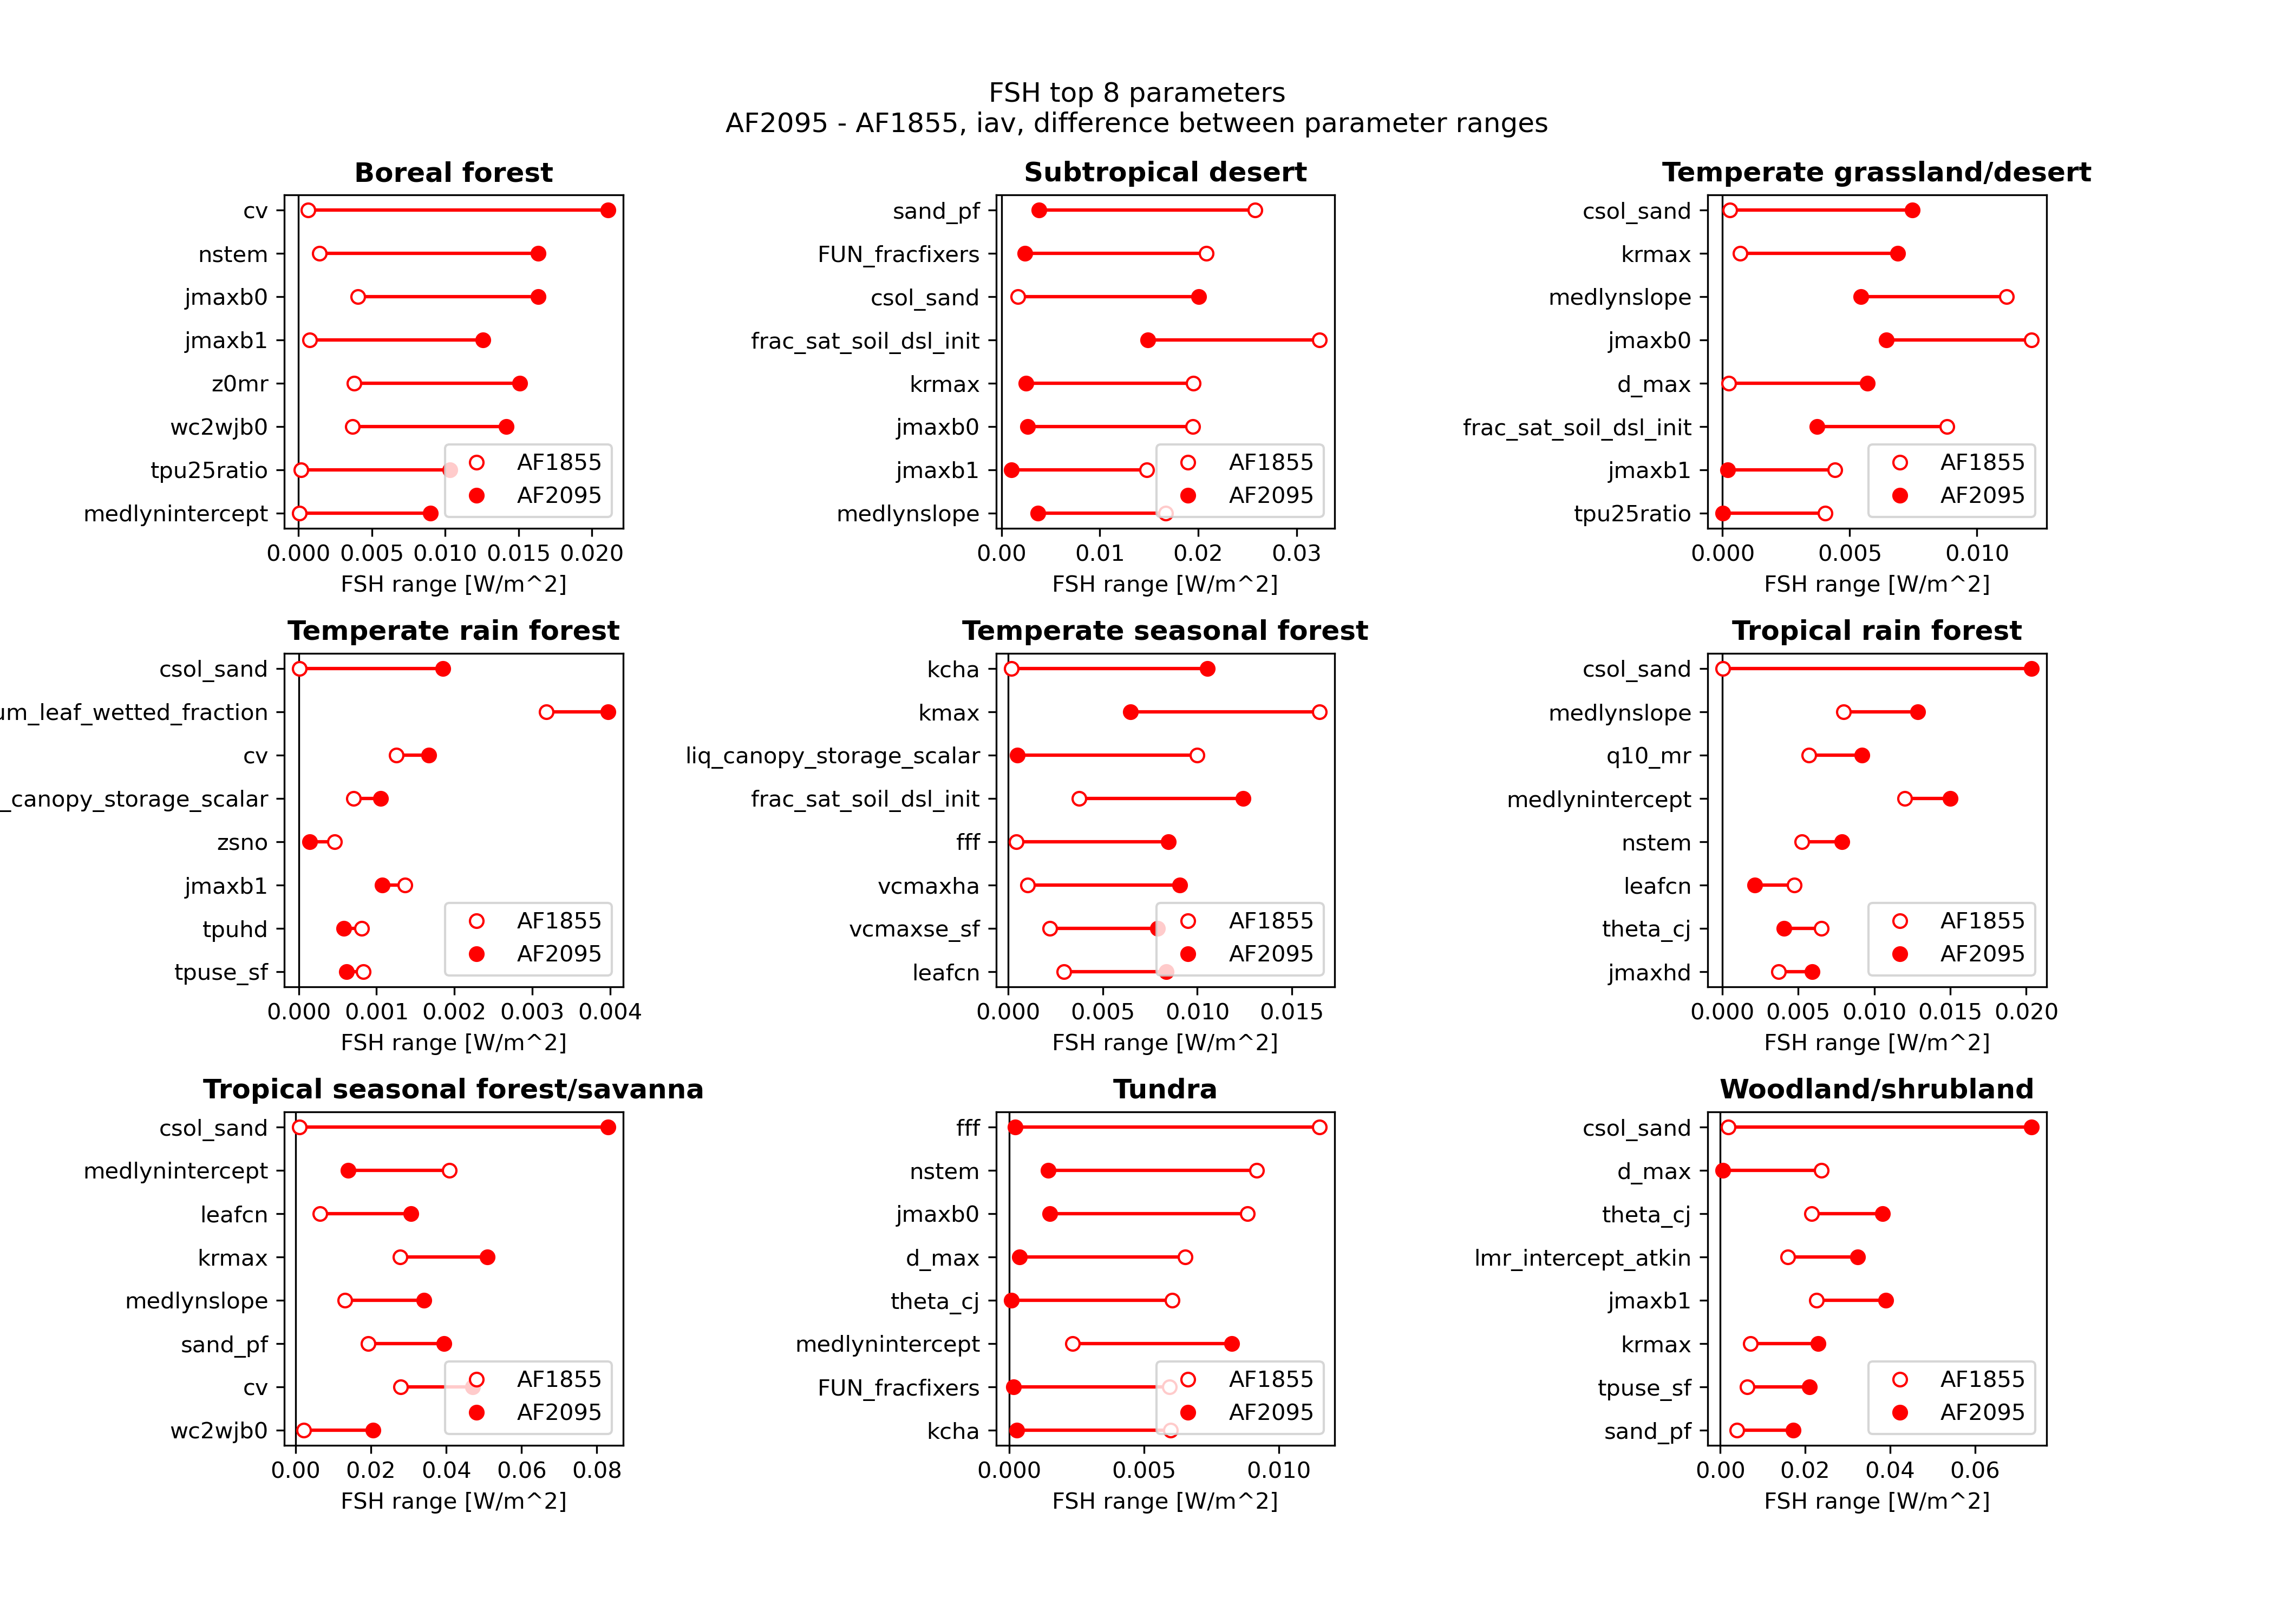 FSH top 8 parameters
AF2095 - AF1855, iav, difference between parameter ranges
Boreal forest
cv
nstem
jmaxb0
jmaxb1
z0mr
wc2wjb0
tpu25ratio
medlynintercept
AF1855
AF2095
0.000 0.005 0.010 0.015 0.020
FSH range [W/m^2]
Subtropical desert
sand_pf
FUN_fracfixers
csol_sand
frac_sat_soil_dsl_init
krmax
jmaxb0
jmaxb1
medlynslope
AF1855
AF2095
0.00 0.01 0.02 0.03
FSH range [W/m^2]
Temperate grassland/desert
csol_sand
krmax
medlynslope
jmaxb0
d_max
frac_sat_soil_dsl_init
jmaxb1
tpu25ratio
AF1855
AF2095
0.000 0.005 0.010
FSH range [W/m^2]
Temperate rain forest
csol_sand
um_leaf_wetted_fraction
cv
_canopy_storage_scalar
zsno
jmaxb1
tpuhd
tpuse_sf
AF1855
AF2095
0.000 0.001 0.002 0.003 0.004
FSH range [W/m^2]
Temperate seasonal forest
kcha
kmax
liq_canopy_storage_scalar
frac_sat_soil_dsl_init
fff
vcmaxha
vcmaxse_sf
leafcn
AF1855
AF2095
0.000 0.005 0.010 0.015
FSH range [W/m^2]
Tropical rain forest
csol_sand
medlynslope
q10_mr
medlynintercept
nstem
leafcn
theta_cj
jmaxhd
AF1855
AF2095
0.000 0.005 0.010 0.015 0.020
FSH range [W/m^2]
Tropical seasonal forest/savanna
csol_sand
medlynintercept
leafcn
krmax
medlynslope
sand_pf
cv
wc2wjb0
AF1855
AF2095
0.00 0.02 0.04 0.06 0.08
FSH range [W/m^2]
Tundra
fff
nstem
jmaxb0
d_max
theta_cj
medlynintercept
FUN_fracfixers
kcha
AF1855
AF2095
0.000 0.005 0.010
FSH range [W/m^2]
Woodland/shrubland
csol_sand
d_max
theta_cj
lmr_intercept_atkin
jmaxb1
krmax
tpuse_sf
sand_pf
AF1855
AF2095
0.00 0.02 0.04 0.06
FSH range [W/m^2]